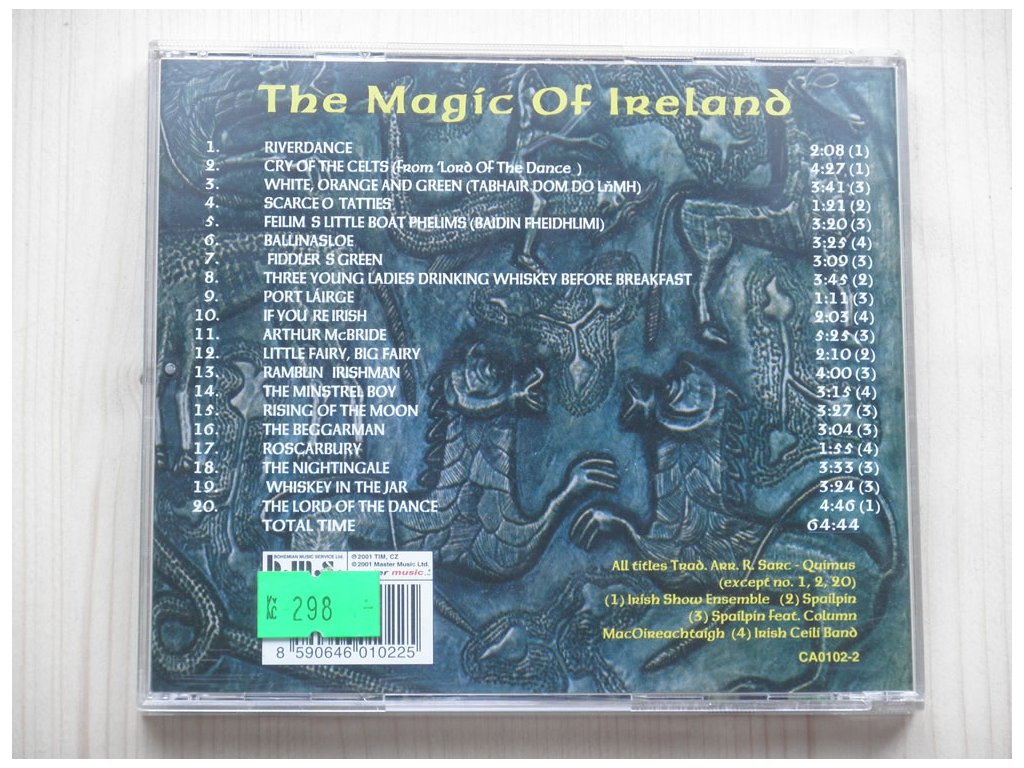 The Magic Of Ireland
1. RIVERDANCE 2:08 (1)
2. CRY OF THE CELTS (from 'Lord Of The Dance ) 4:27 (1)
3. WHITE, ORANGE AND GREEN (TABHAIR DOM DO LňMH) 3:41 (3)
4. SCARCE O TATTIES 1:21 (2)
5. FEILIM S LITTLE BOAT PHELIMS (BAIDIN FHEIDHLIMI) 3:20 (3)
6. BALLINASLOE 3:25 (4)
7. FIDDLER S GREEN 3:09 (3)
8. THREE YOUNG LADIES DRINKING WHISKEY BEFORE BREAKFAST 3:45 (2)
9. PORT LÁIRGE 1:11 (3)
10. IF YOU RE IRISH 2:03 (4)
11. ARTHUR McBRIDE 5:25 (3)
12. LITTLE FAIRY, BIG FAIRY 2:10 (2)
13. RAMBLIN IRISHMAN 4:00 (3)
14. THE MINSTREL BOY 3:15 (4)
15. RISING OF THE MOON 3:27 (3)
16. THE BEGGARMAN 3:04 (3)
17. ROSCARBURY 1:55 (4)
18. THE NIGHTINGALE 3:33 (3)
19. WHISKEY IN THE JAR 3:24 (3)
20. THE LORD OF THE DANCE 4:46 (1)
TOTAL TIME 64:44
BOHEMIAN MUSIC SERVICE Ltd.
℗ 2001 TIM, CZ
© 2001 Master Music Ltd.
music
Kč 298 -
8 590646 010225
All titles Trad. Arr. R. Sarc - Quimus
(except no. 1, 2, 20)
(1) Irish Show Ensemble (2) Spailpin
(3) Spailpin Feat. Column
MacOireachtaigh (4) Irish Ceili Band
CA0102-2